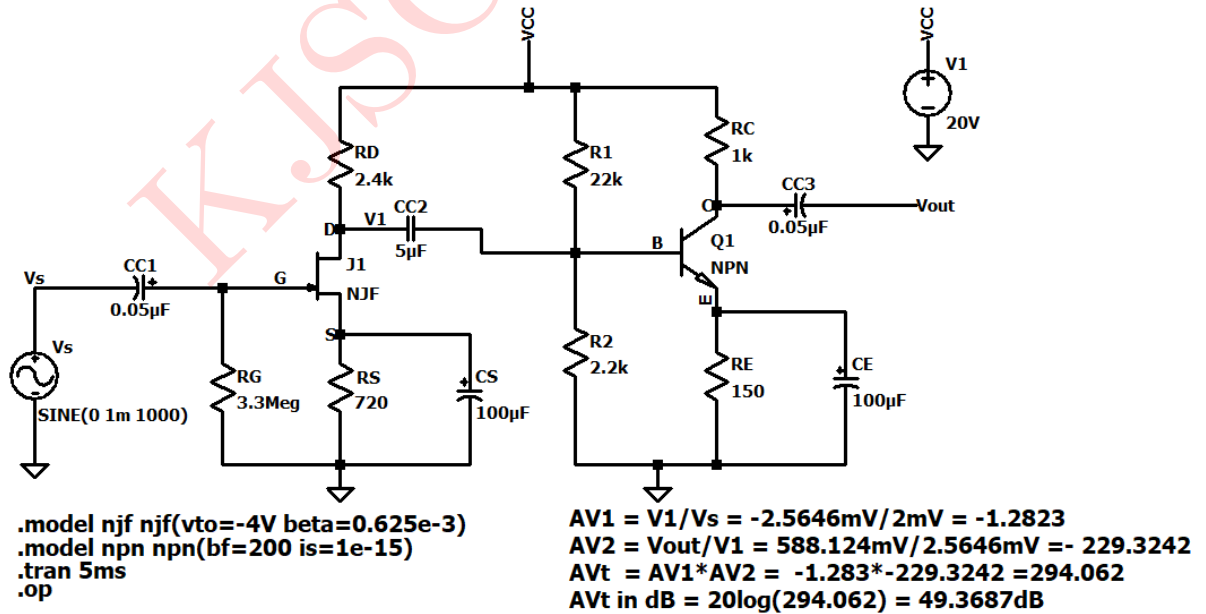 KJSC
VCC
VCC
V1
20V
RD
2.4k
R1
22k
RC
1k
CC3
0.05µF
Vout
D
V1
CC2
5µF
B
Q1
NPN
Vs
CC1
0.05µF
G
J1
NJF
E
S
Vs
SINE(0 1m 1000)
RG
3.3Meg
RS
720
CS
100µF
R2
2.2k
RE
150
CE
100µF
.model njf njf(vto=-4V beta=0.625e-3)
.model npn npn(bf=200 is=1e-15)
.tran 5ms
.op
AV1 = V1/Vs = -2.5646mV/2mV = -1.2823
AV2 = Vout/V1 = 588.124mV/2.5646mV =- 229.3242
AVt = AV1*AV2 = -1.283*-229.3242 =294.062
AVt in dB = 20log(294.062) = 49.3687dB